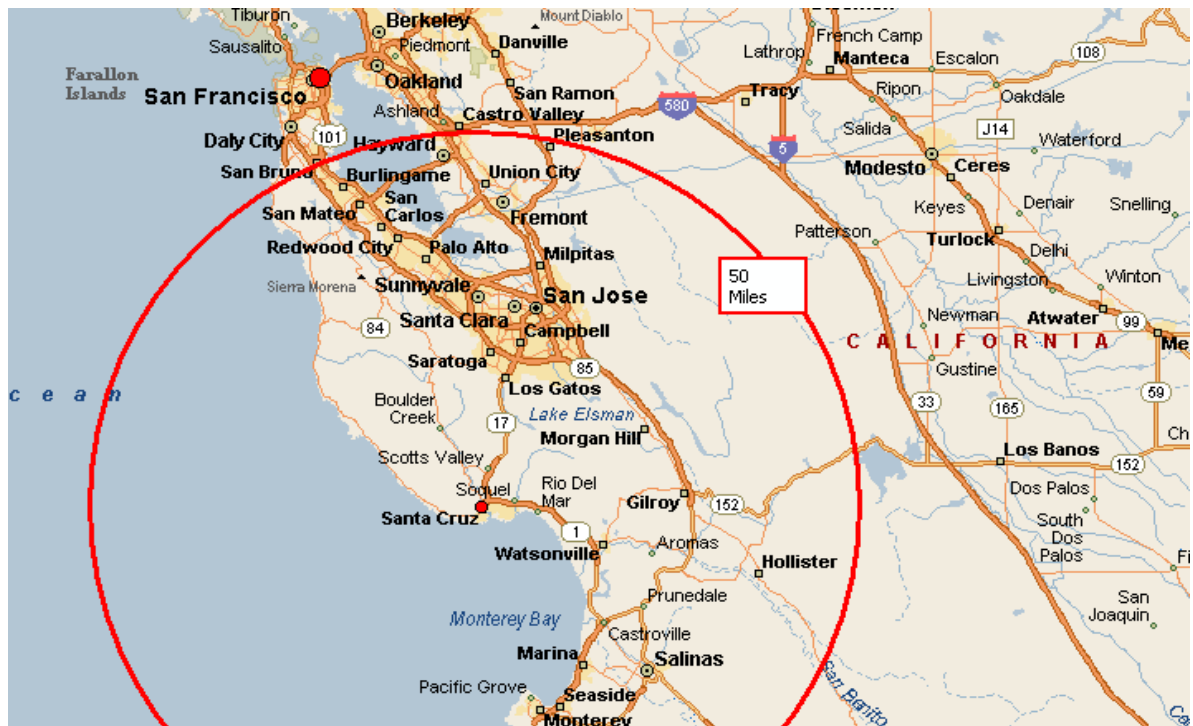 Tiburon
Berkeley
Mount Diablo
Sausalito
Piedmont
Danville
Lathrop
French Camp
Manteca
Escalon
108
Farallon
Islands
San Francisco
Oakland
San Ramon
Tracy
Ripon
Oakdale
580
Ashland
Castro Valley
Daly City
101
Hayward
Pleasanton
5
Salida
J14
Waterford
San Bruno
Burlingame
Union City
Modesto
Ceres
San
Carlos
San Mateo
Fremont
Keyes
Denair
Snelling
Redwood City
Palo Alto
Milpitas
Patterson
Turlock
Delhi
Sierra Morena
Sunnyvale
San Jose
50
Miles
Livingston
Winton
84
Santa Clara
Campbell
Newman
Atwater
99
CALIFORNIA
Me
Saratoga
85
Gustine
Los Gatos
c e a n
Boulder
Creek
Lake Elsman
33
165
59
17
Morgan Hill
Ch
Scotts Valley
Los Banos
152
Soquel
Rio Del
Mar
Gilroy
152
Dos Palos
Santa Cruz
1
South
Dos
Palos
Watsonville
Aromas
Hollister
Fi
Prunedale
San
Joaquin
Monterey Bay
Castroville
Marina
Salinas
Pacific Grove
Seaside
San Benito
Monterey
Ca